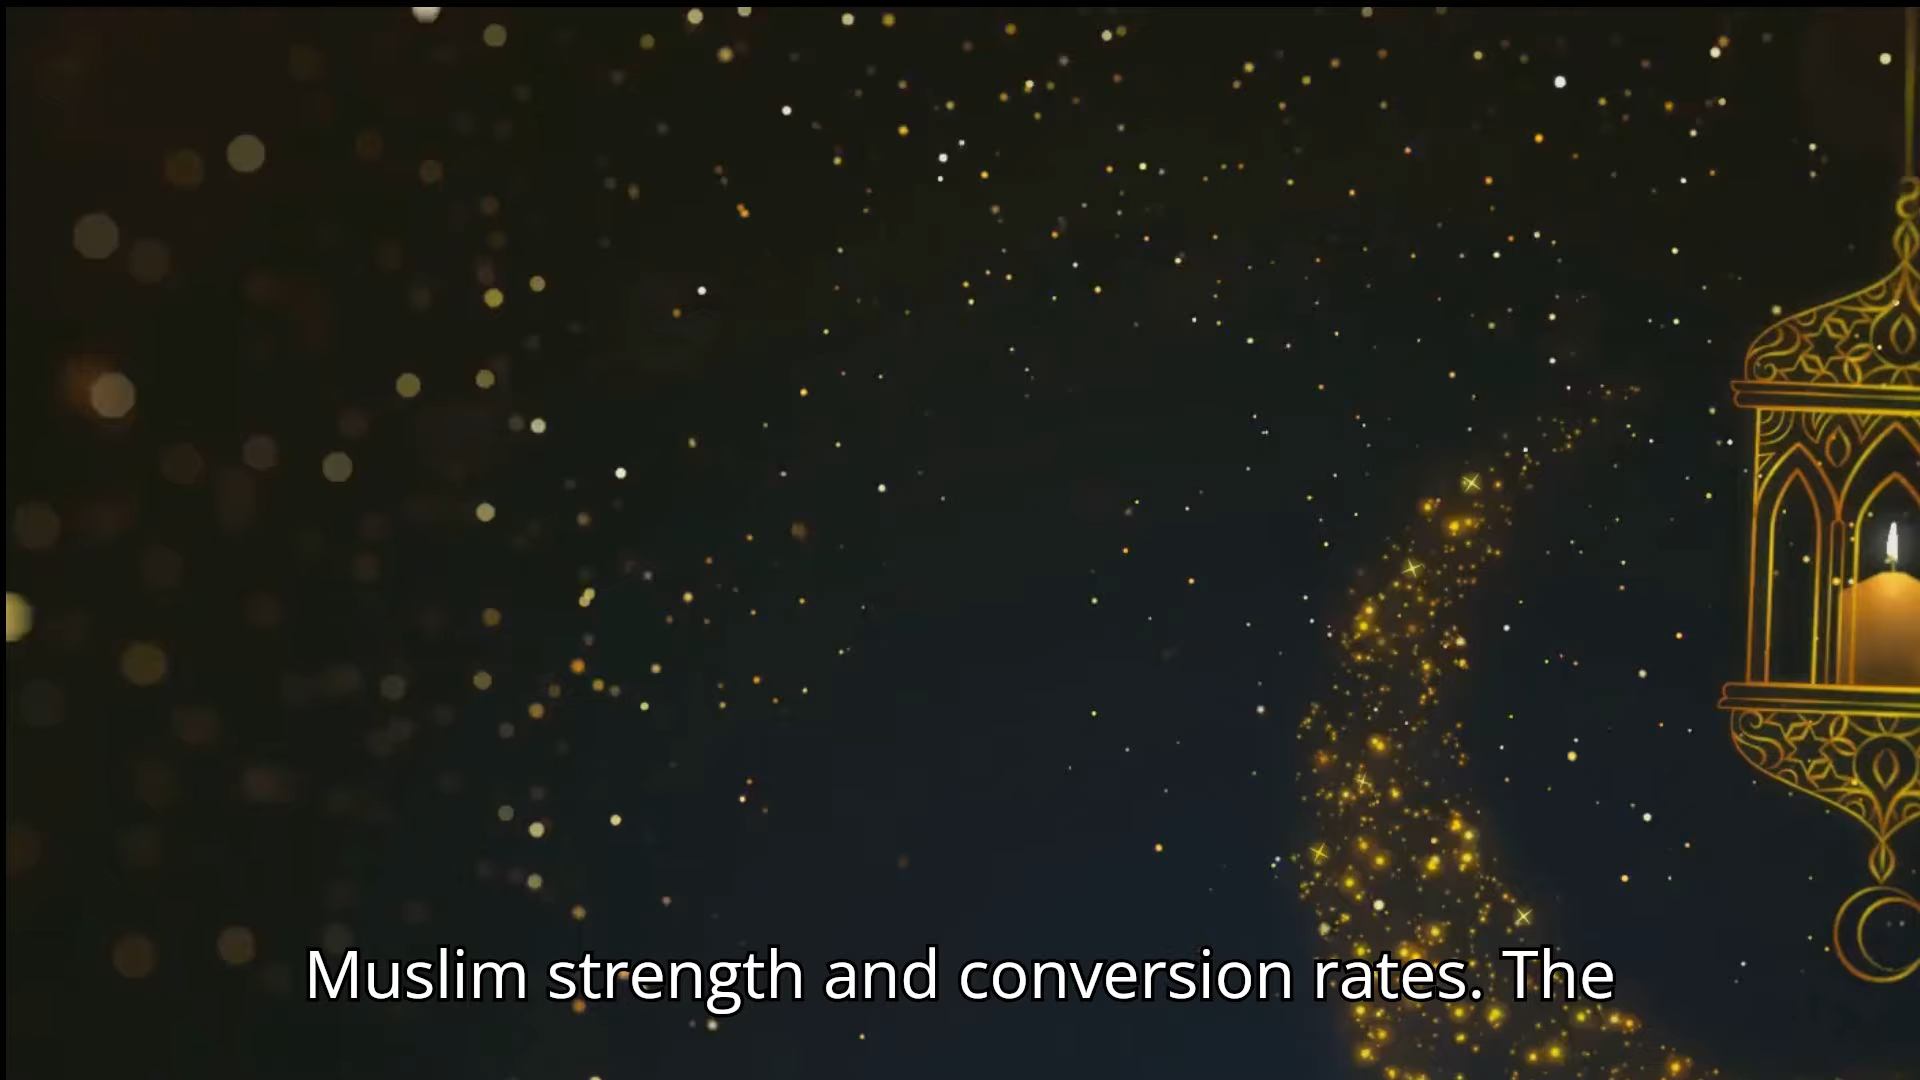 Muslim strength and conversion rates. The